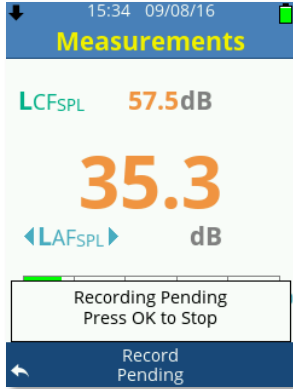 15:34 09/08/16
Measurements
LCFSPL 57.5dB
35.3
LAFSPL dB
Recording Pending
Press OK to Stop
Record
Pending